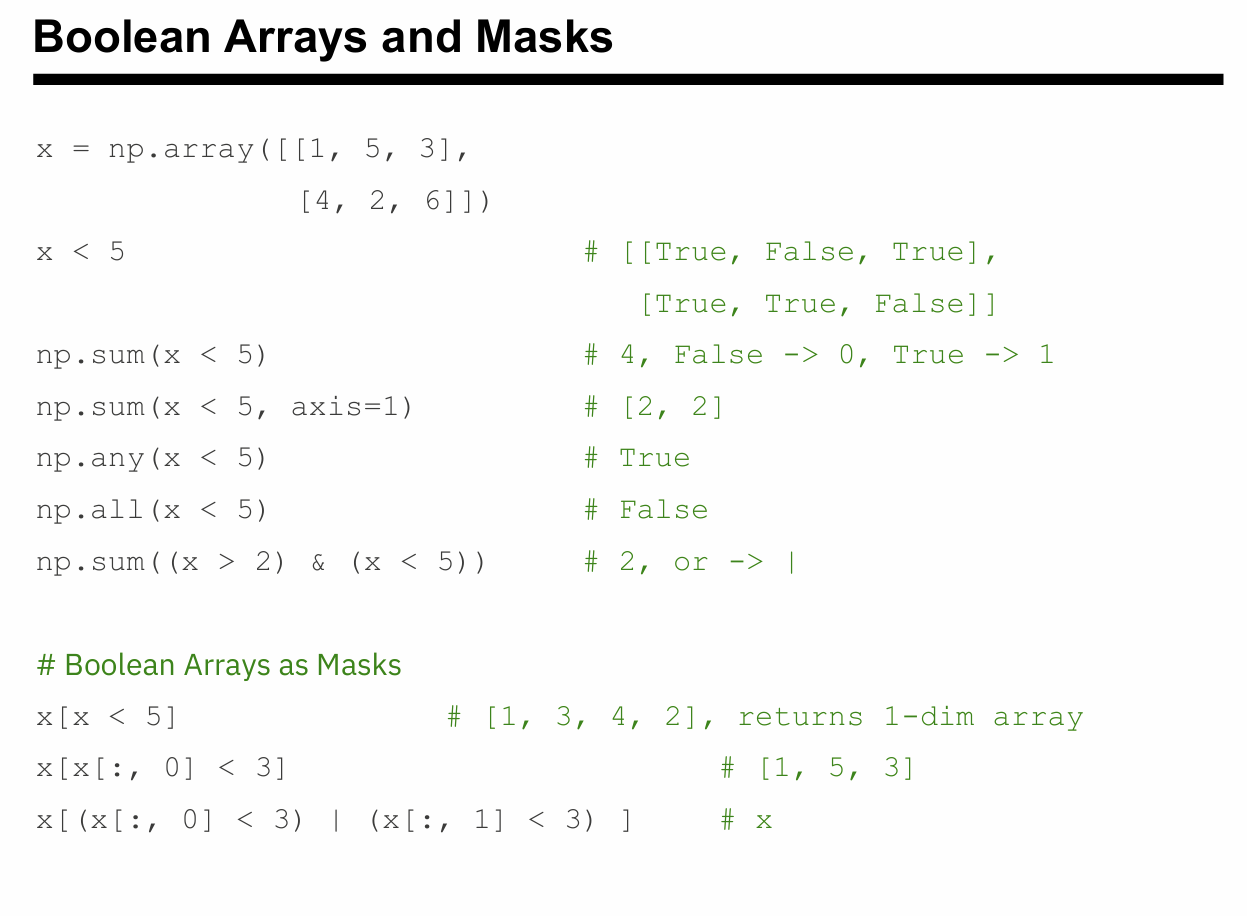 Boolean Arrays and Masks
x = np.array([[1, 5, 3],
[4, 2, 6]])
x < 5 # [[True, False, True],
[True, True, False]]
np.sum(x < 5) # 4, False -> 0, True -> 1
np.sum(x < 5, axis=1) # [2, 2]
np.any(x < 5) # True
np.all(x < 5) # False
np.sum((x > 2) & (x < 5)) # 2, or -> |
# Boolean Arrays as Masks
x[x < 5] # [1, 3, 4, 2], returns 1-dim array
x[x[:, 0] < 3] # [1, 5, 3]
x[(x[:, 0] < 3) | (x[:, 1] < 3) ] # x